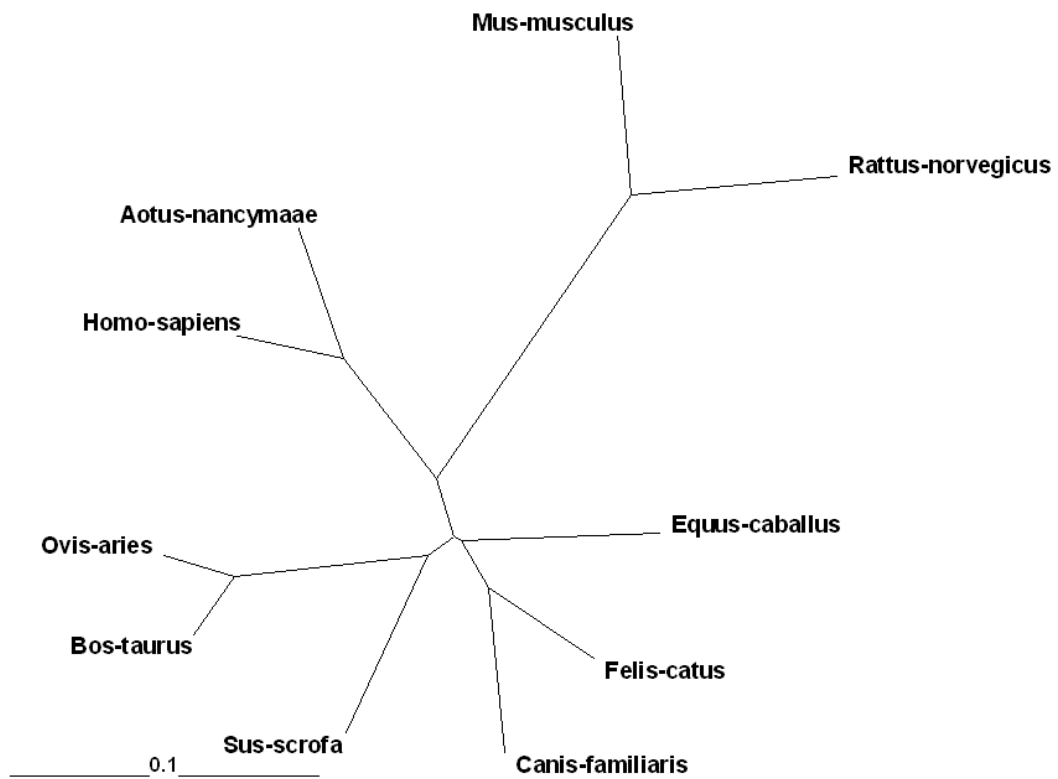 Mus-musculus
Rattus-norvegicus
Aotus-nancymaae
Homo-sapiens
Equus-caballus
Ovis-aries
Bos-taurus
Felis-catus
Sus-scrofa
Canis-familiaris
0.1